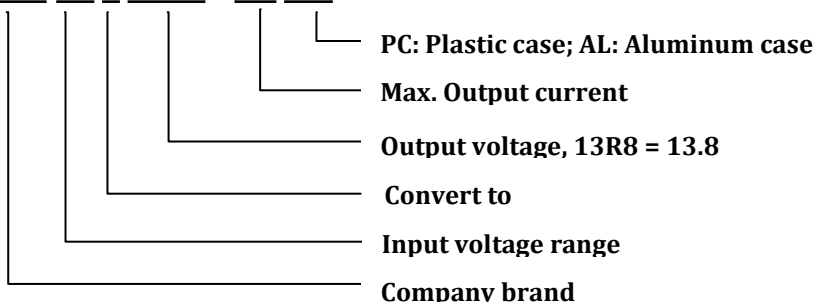 PC: Plastic case; AL: Aluminum case
Max. Output current
Output voltage, 13R8 = 13.8
Convert to
Input voltage range
Company brand